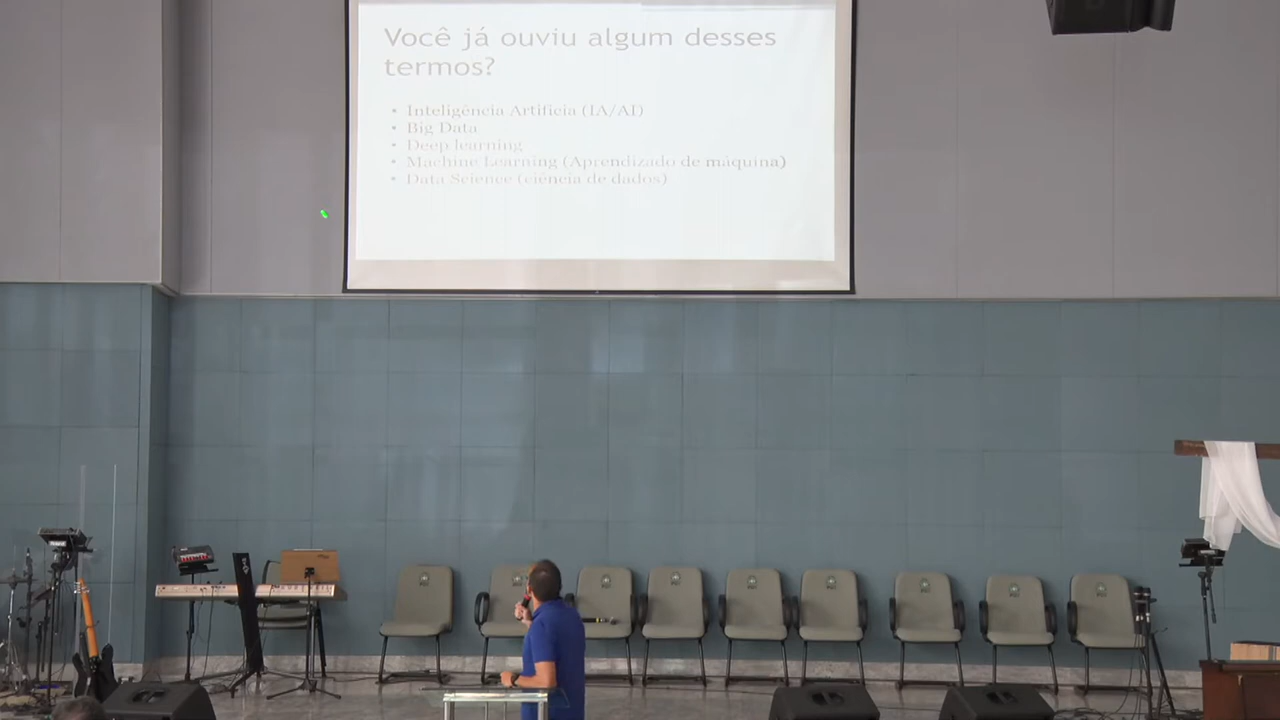 Você já ouviu algum desses
termos?
• Inteligência Artificia (IA/AI)
• Big Data
• Deep learning
• Machine Learning (Aprendizado de máquina)
• Data Science (ciência de dados)